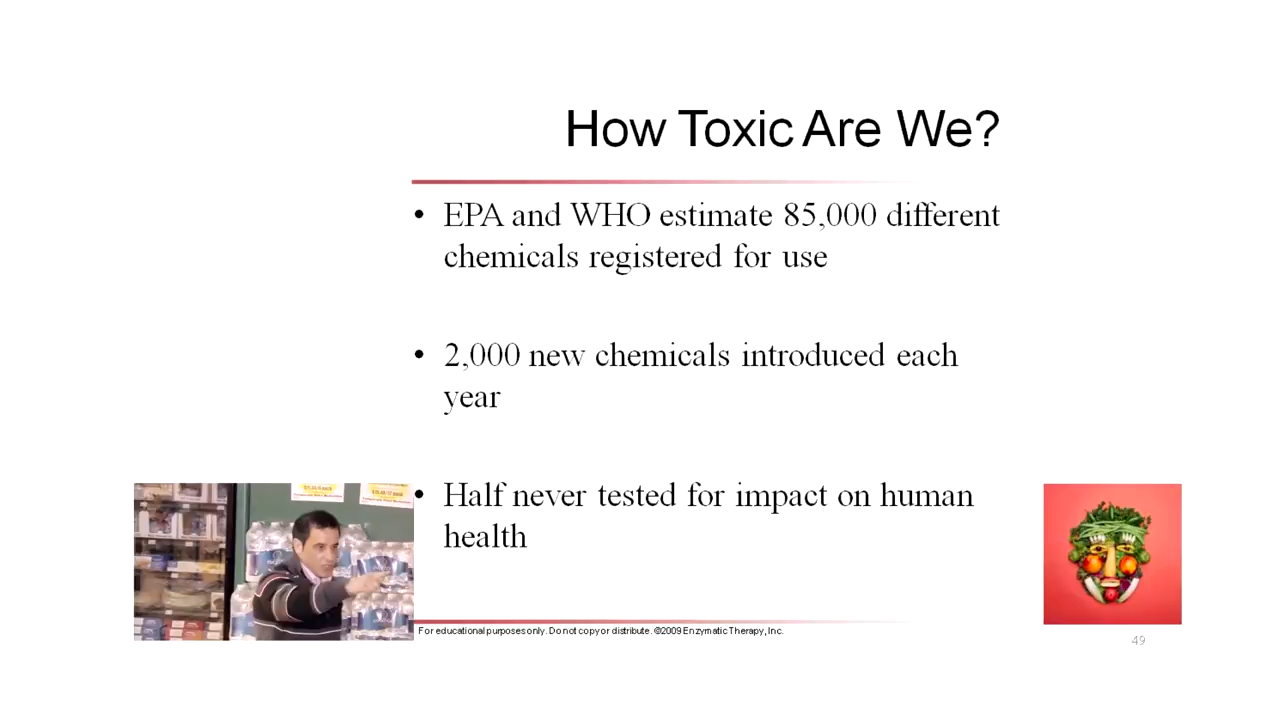 How Toxic Are We?
• EPA and WHO estimate 85,000 different
chemicals registered for use
• 2,000 new chemicals introduced each
year
• Half never tested for impact on human
health
For educational purposes only. Do not copy or distribute. ©2009 Enzymatic Therapy, Inc.
49